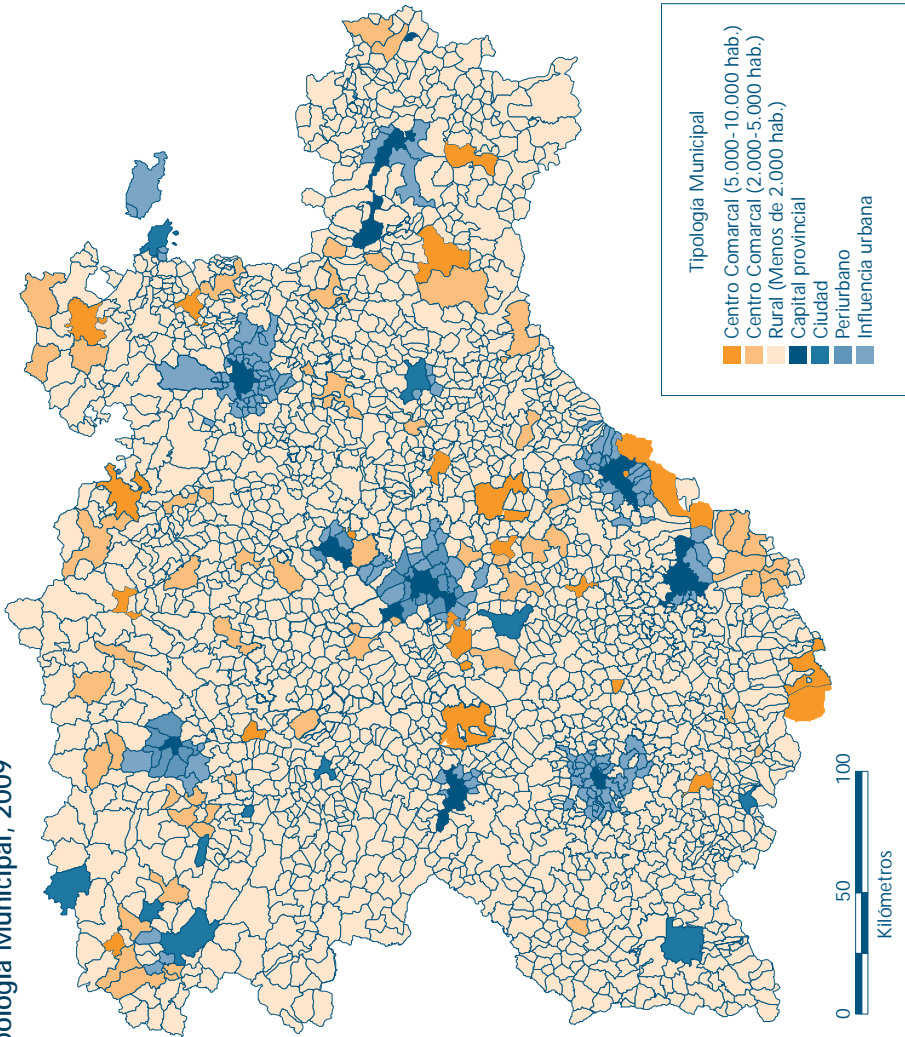 Municipal, 2009
Tipología Municipal
Centro Comarcal (5.000-10.000 hab.)
Centro Comarcal (2.000-5.000 hab.)
Rural (Menos de 2.000 hab.)
Capital provincial
Ciudad
Periurbano
Influencia urbana
0 50 100
Kilómetros